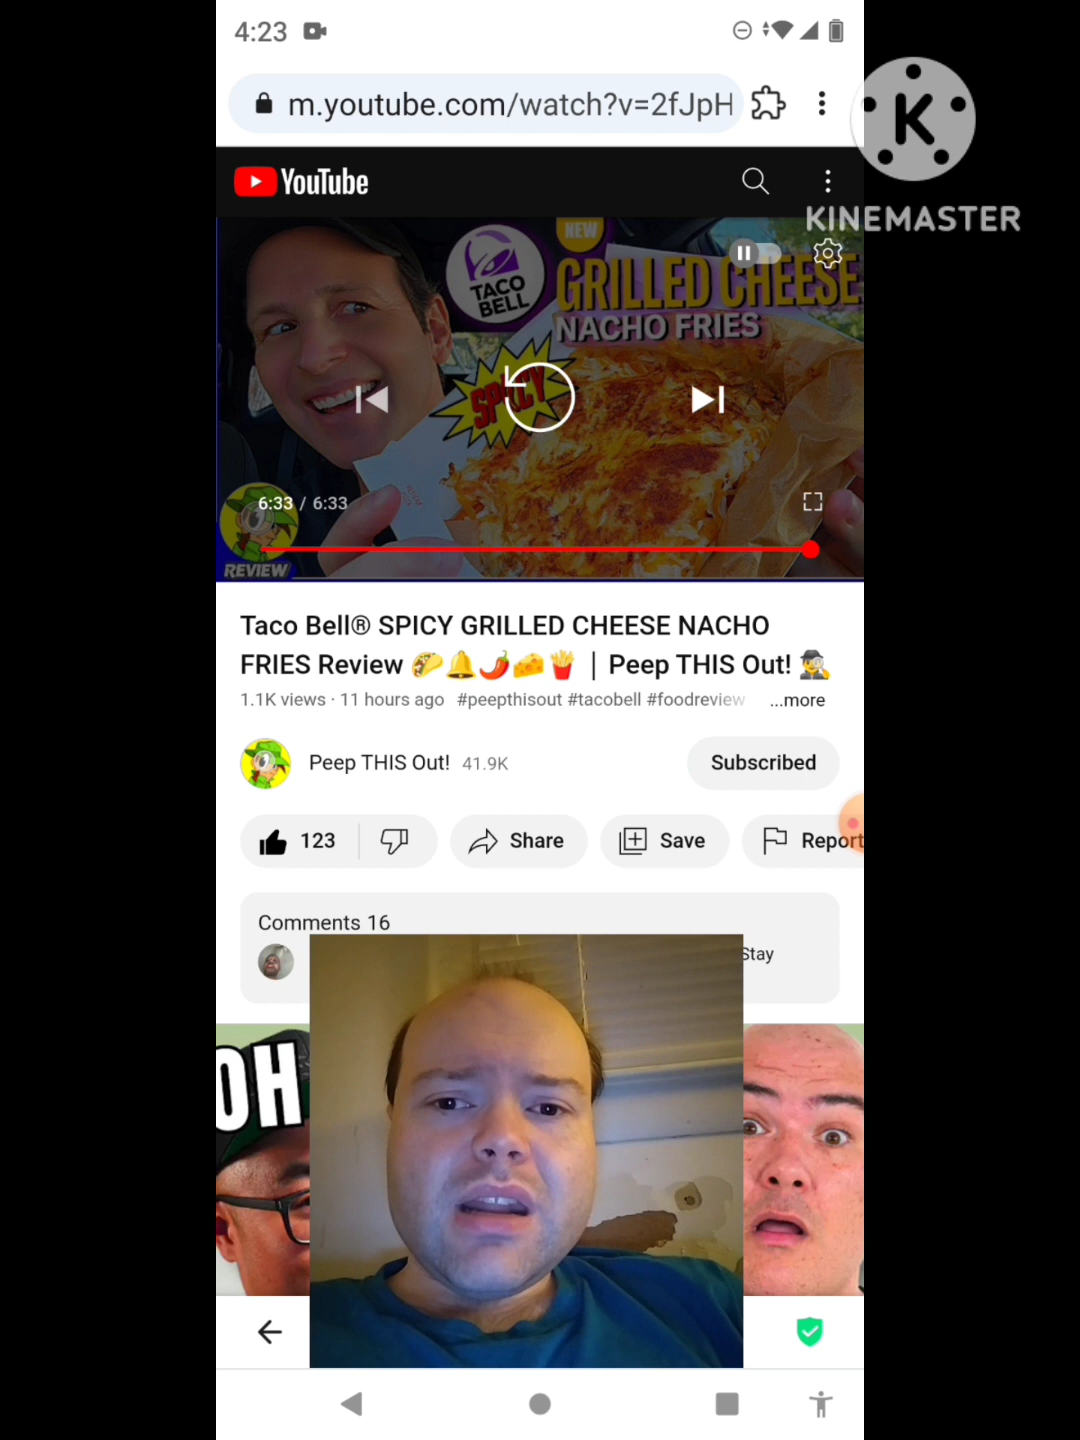 4:23
m.youtube.com/watch?v=2fJpH
K
KINEMASTER
YouTube
NEW
TACO
BELL
GRILLED CHEESE
NACHO FRIES
SPICY
6:33 / 6:33
REVIEW
Taco Bell® SPICY GRILLED CHEESE NACHO
FRIES Review 🌮🔔🌶️🧀🍟 | Peep THIS Out! 🕵️
1.1K views · 11 hours ago #peepthisout #tacobell #foodreview ...more
Peep THIS Out! 41.9K
Subscribed
123
Share
Save
Report
Comments 16
Stay
OH